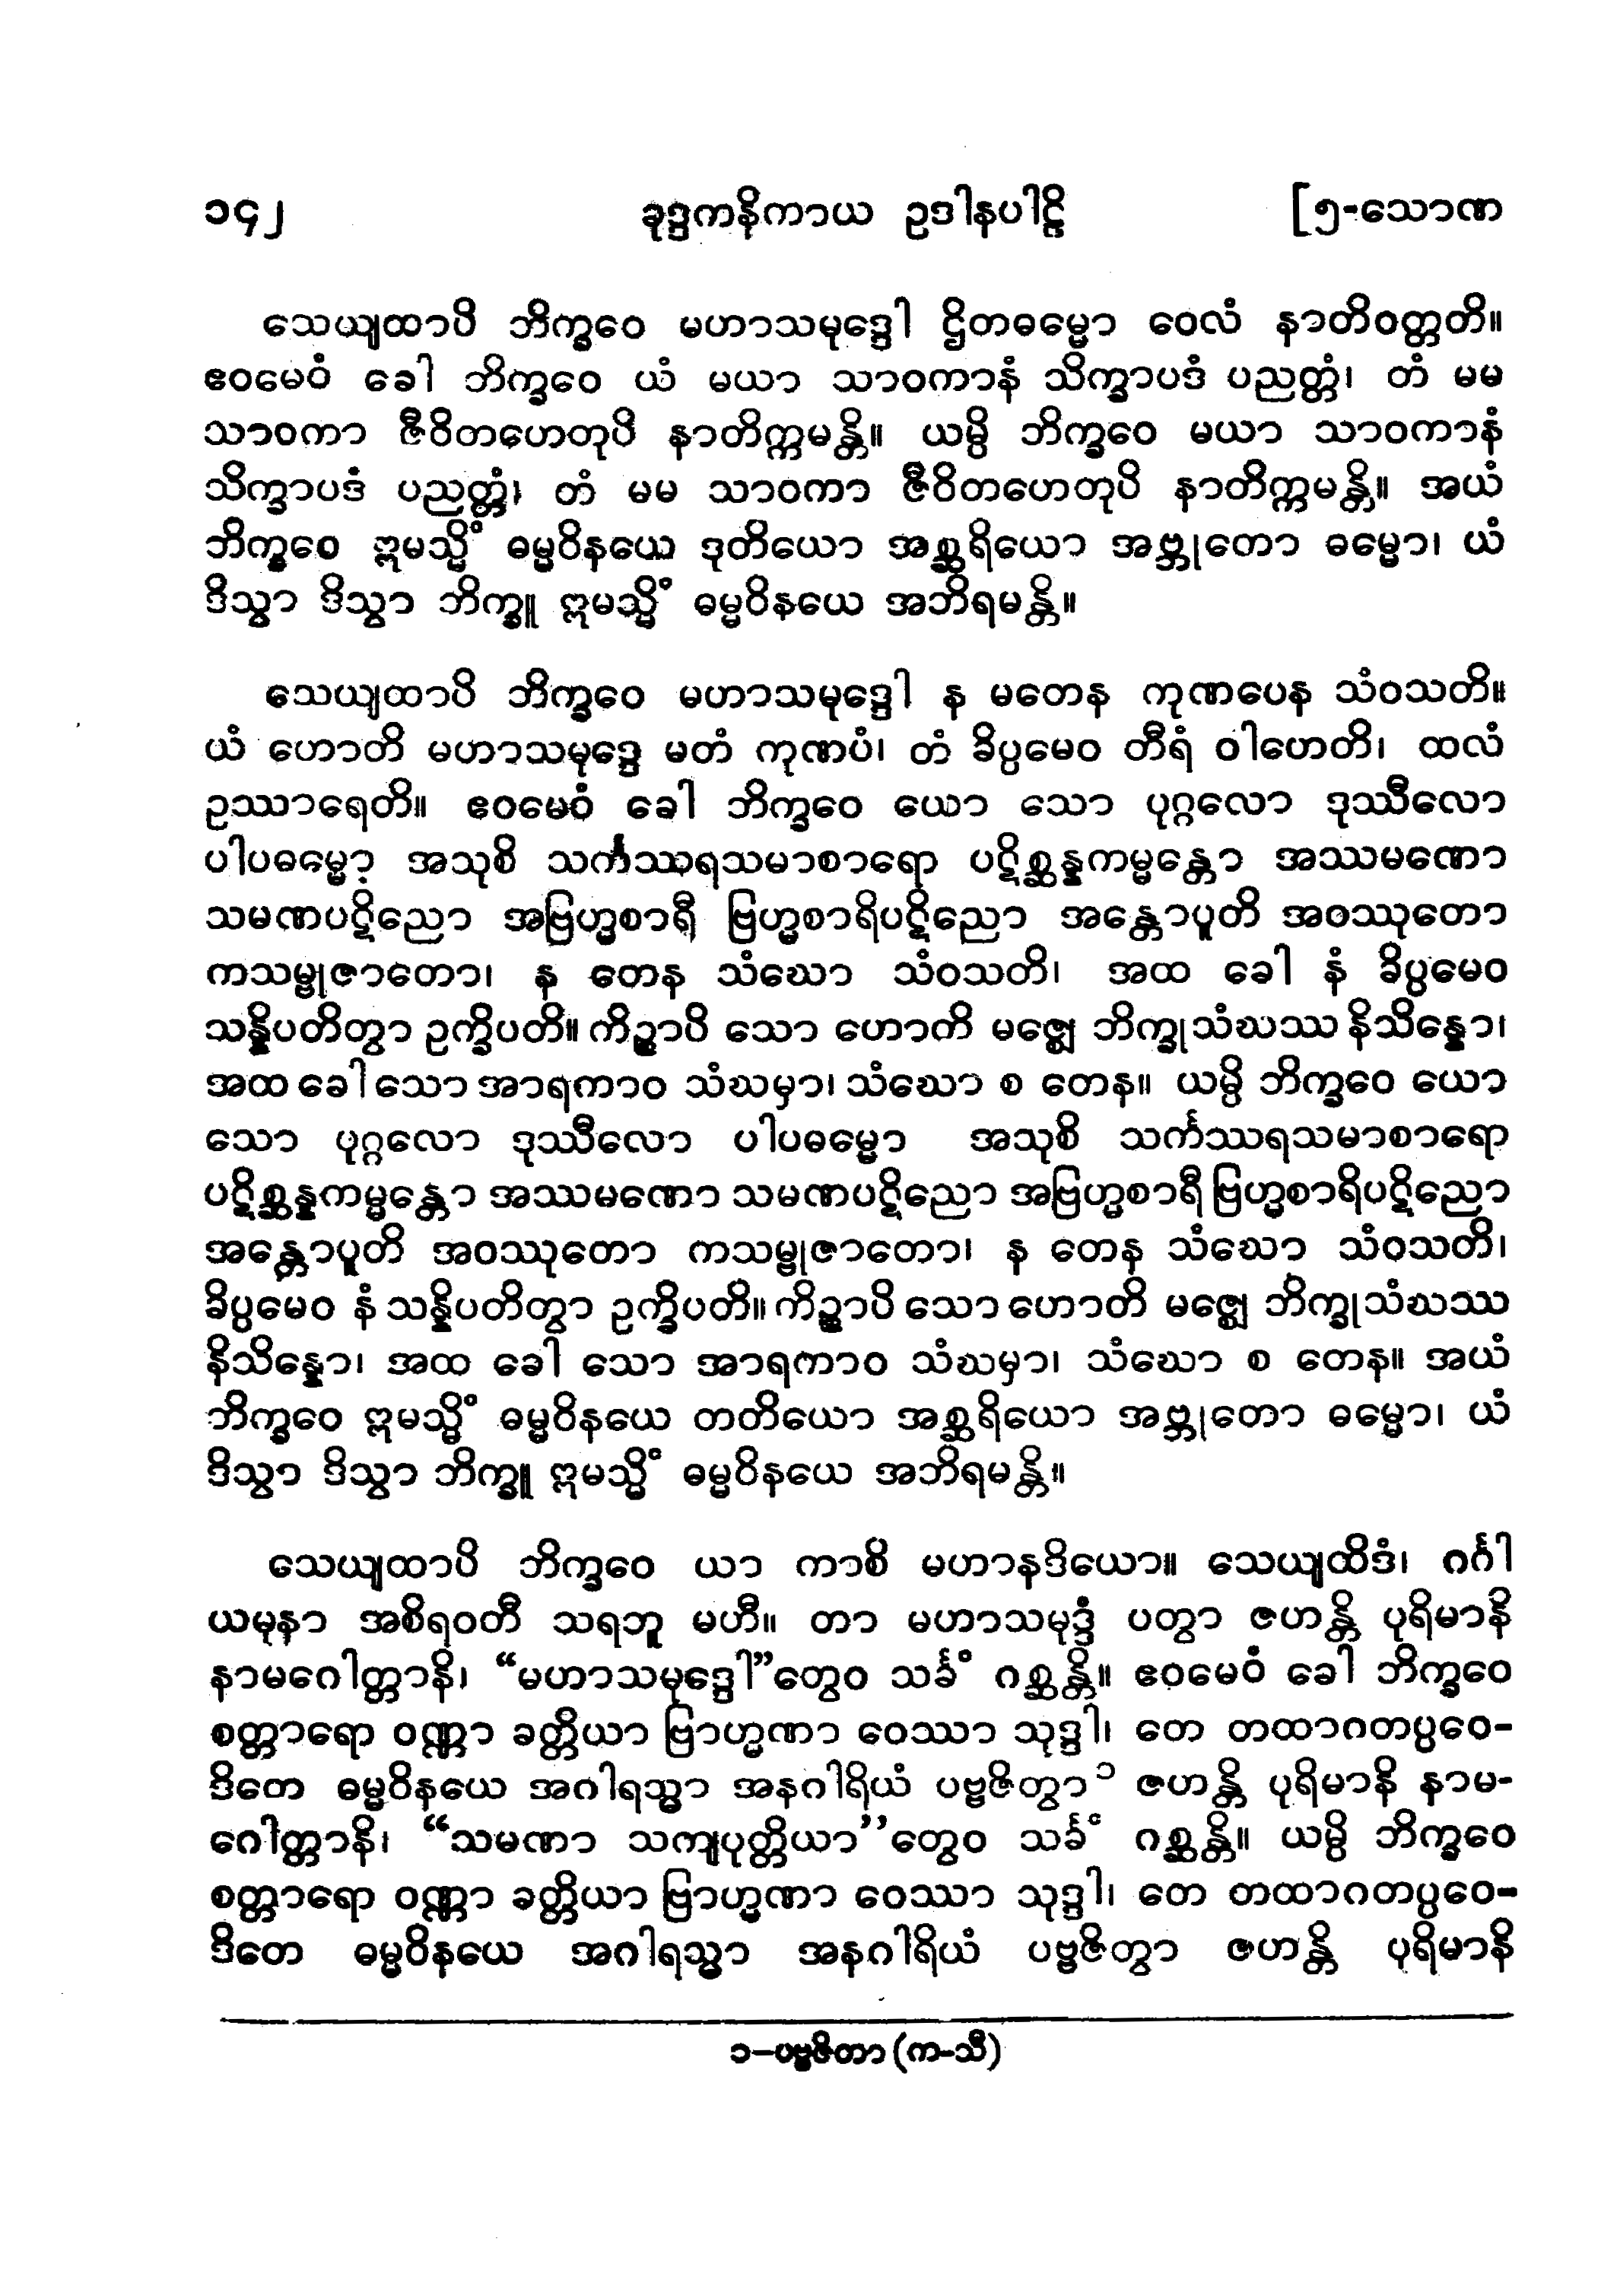 ၁၄၂ ခုဒ္ဒကနိကာယ ဥဒါနပါဠိ [၅-သောဏ
သေယျထာပိ ဘိက္ခဝေ မဟာသမုဒ္ဒေါ ဌိတဓမ္မော ဝေလံ နာတိဝတ္တတိ။
ဧဝမေဝံ ခေါ ဘိက္ခဝေ ယံ မယာ သာဝကာနံ သိက္ခာပဒံ ပညတ္တံ၊ တံ မမ
သာဝကာ ဇီဝိတဟေတုပိ နာတိက္ကမန္တိ။ ယမ္ပိ ဘိက္ခဝေ မယာ သာဝကာနံ
သိက္ခာပဒံ ပညတ္တံ၊ တံ မမ သာဝကာ ဇီဝိတဟေတုပိ နာတိက္ကမန္တိ။ အယံ
ဘိက္ခဝေ ဣမသ္မိံ ဓမ္မဝိနယေ ဒုတိယော အစ္ဆရိယော အဗ္ဘုတော ဓမ္မော၊ ယံ
ဒိသွာ ဒိသွာ ဘိက္ခူ ဣမသ္မိံ ဓမ္မဝိနယေ အဘိရမန္တိ။
သေယျထာပိ ဘိက္ခဝေ မဟာသမုဒ္ဒေါ န မတေန ကုဏပေန သံဝသတိ။
ယံ ဟောတိ မဟာသမုဒ္ဒေ မတံ ကုဏပံ၊ တံ ခိပ္ပမေဝ တီရံ ဝါဟေတိ၊ ထလံ
ဥဿာရေတိ။ ဧဝမေဝံ ခေါ ဘိက္ခဝေ ယော သော ပုဂ္ဂလော ဒုဿီလော
ပါပဓမ္မော အသုစိ သင်္ကဿရသမာစာရော ပဋိစ္ဆန္နကမ္မန္တော အဿမဏော
သမဏပဋိညော အဗြဟ္မစာရီ ဗြဟ္မစာရိပဋိညော အန္တောပူတိ အဝဿုတော
ကသမ္ဗုဇာတော၊ န တေန သံဃော သံဝသတိ၊ အထ ခေါ နံ ခိပ္ပမေဝ
သန္နိပတိတွာ ဥက္ခိပတိ။ ကိဉ္စာပိ သော ဟောတိ မဇ္ဈေ ဘိက္ခုသံဃဿ နိသိန္နော၊
အထ ခေါ သော အာရကာဝ သံဃမှာ၊ သံဃော စ တေန။ ယမ္ပိ ဘိက္ခဝေ ယော
သော ပုဂ္ဂလော ဒုဿီလော ပါပဓမ္မော အသုစိ သင်္ကဿရသမာစာရော
ပဋိစ္ဆန္နကမ္မန္တော အဿမဏော သမဏပဋိညော အဗြဟ္မစာရီ ဗြဟ္မစာရိပဋိညော
အန္တောပူတိ အဝဿုတော ကသမ္ဗုဇာတော၊ န တေန သံဃော သံဝသတိ၊
ခိပ္ပမေဝ နံ သန္နိပတိတွာ ဥက္ခိပတိ။ ကိဉ္စာပိ သော ဟောတိ မဇ္ဈေ ဘိက္ခုသံဃဿ
နိသိန္နော၊ အထ ခေါ သော အာရကာဝ သံဃမှာ၊ သံဃော စ တေန။ အယံ
ဘိက္ခဝေ ဣမသ္မိံ ဓမ္မဝိနယေ တတိယော အစ္ဆရိယော အဗ္ဘုတော ဓမ္မော၊ ယံ
ဒိသွာ ဒိသွာ ဘိက္ခူ ဣမသ္မိံ ဓမ္မဝိနယေ အဘိရမန္တိ။
သေယျထာပိ ဘိက္ခဝေ ယာ ကာစိ မဟာနဒိယော။ သေယျထိဒံ၊ ဂင်္ဂါ
ယမုနာ အစိရဝတီ သရဘူ မဟီ။ တာ မဟာသမုဒ္ဒံ ပတွာ ဇဟန္တိ ပုရိမာနိ
နာမဂေါတ္တာနိ၊ “မဟာသမုဒ္ဒေါ”တွေဝ သင်္ခံ ဂစ္ဆန္တိ။ ဧဝမေဝံ ခေါ ဘိက္ခဝေ
စတ္တာရော ဝဏ္ဏာ ခတ္တိယာ ဗြာဟ္မဏာ ဝေဿာ သုဒ္ဒါ၊ တေ တထာဂတပ္ပဝေ-
ဒိတေ ဓမ္မဝိနယေ အဂါရသ္မာ အနဂါရိယံ ပဗ္ဗဇိတွာ ၁ ဇဟန္တိ ပုရိမာနိ နာမ-
ဂေါတ္တာနိ၊ “သမဏာ သကျပုတ္တိယာ”တွေဝ သင်္ခံ ဂစ္ဆန္တိ။ ယမ္ပိ ဘိက္ခဝေ
စတ္တာရော ဝဏ္ဏာ ခတ္တိယာ ဗြာဟ္မဏာ ဝေဿာ သုဒ္ဒါ၊ တေ တထာဂတပ္ပဝေ-
ဒိတေ ဓမ္မဝိနယေ အဂါရသ္မာ အနဂါရိယံ ပဗ္ဗဇိတွာ ဇဟန္တိ ပုရိမာနိ
၁–ပဗ္ဗဇိတာ (က-သီ)